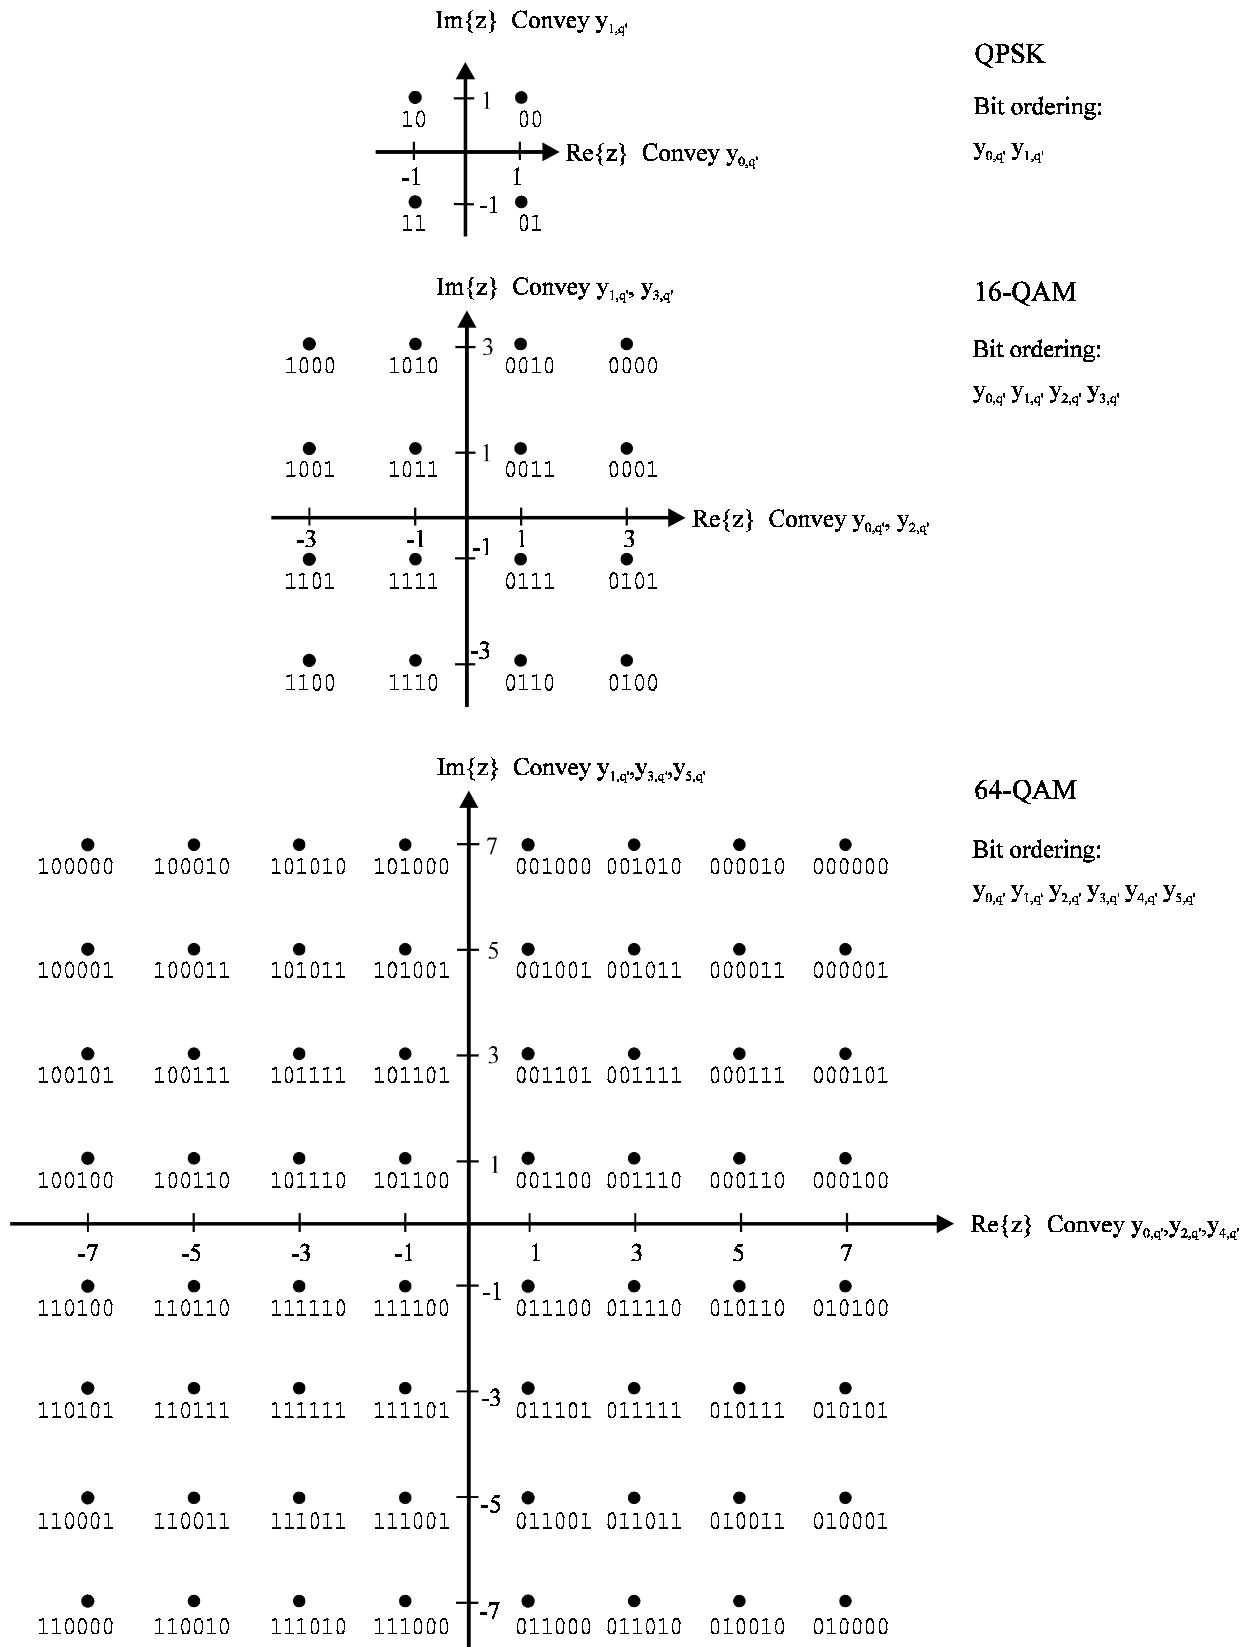 Im{z} Convey y1,q'
QPSK
1
10 00
Bit ordering:
Re{z} Convey y0,q'
y0,q' y1,q'
-1 1
-1
11 01
Im{z} Convey y1,q', y3,q'
16-QAM
3
1000 1010 0010 0000
Bit ordering:
y0,q' y1,q' y2,q' y3,q'
1
1001 1011 0011 0001
Re{z} Convey y0,q', y2,q'
-3 -1 1 3
-1
1101 1111 0111 0101
-3
1100 1110 0110 0100
Im{z} Convey y1,q',y3,q',y5,q'
64-QAM
7
100000 100010 101010 101000 001000 001010 000010 000000
Bit ordering:
y0,q' y1,q' y2,q' y3,q' y4,q' y5,q'
5
100001 100011 101011 101001 001001 001011 000011 000001
3
100101 100111 101111 101101 001101 001111 000111 000101
1
100100 100110 101110 101100 001100 001110 000110 000100
Re{z} Convey y0,q',y2,q',y4,q'
-7 -5 -3 -1 1 3 5 7
-1
110100 110110 111110 111100 011100 011110 010110 010100
-3
110101 110111 111111 111101 011101 011111 010111 010101
-5
110001 110011 111011 111001 011001 011011 010011 010001
-7
110000 110010 111010 111000 011000 011010 010010 010000